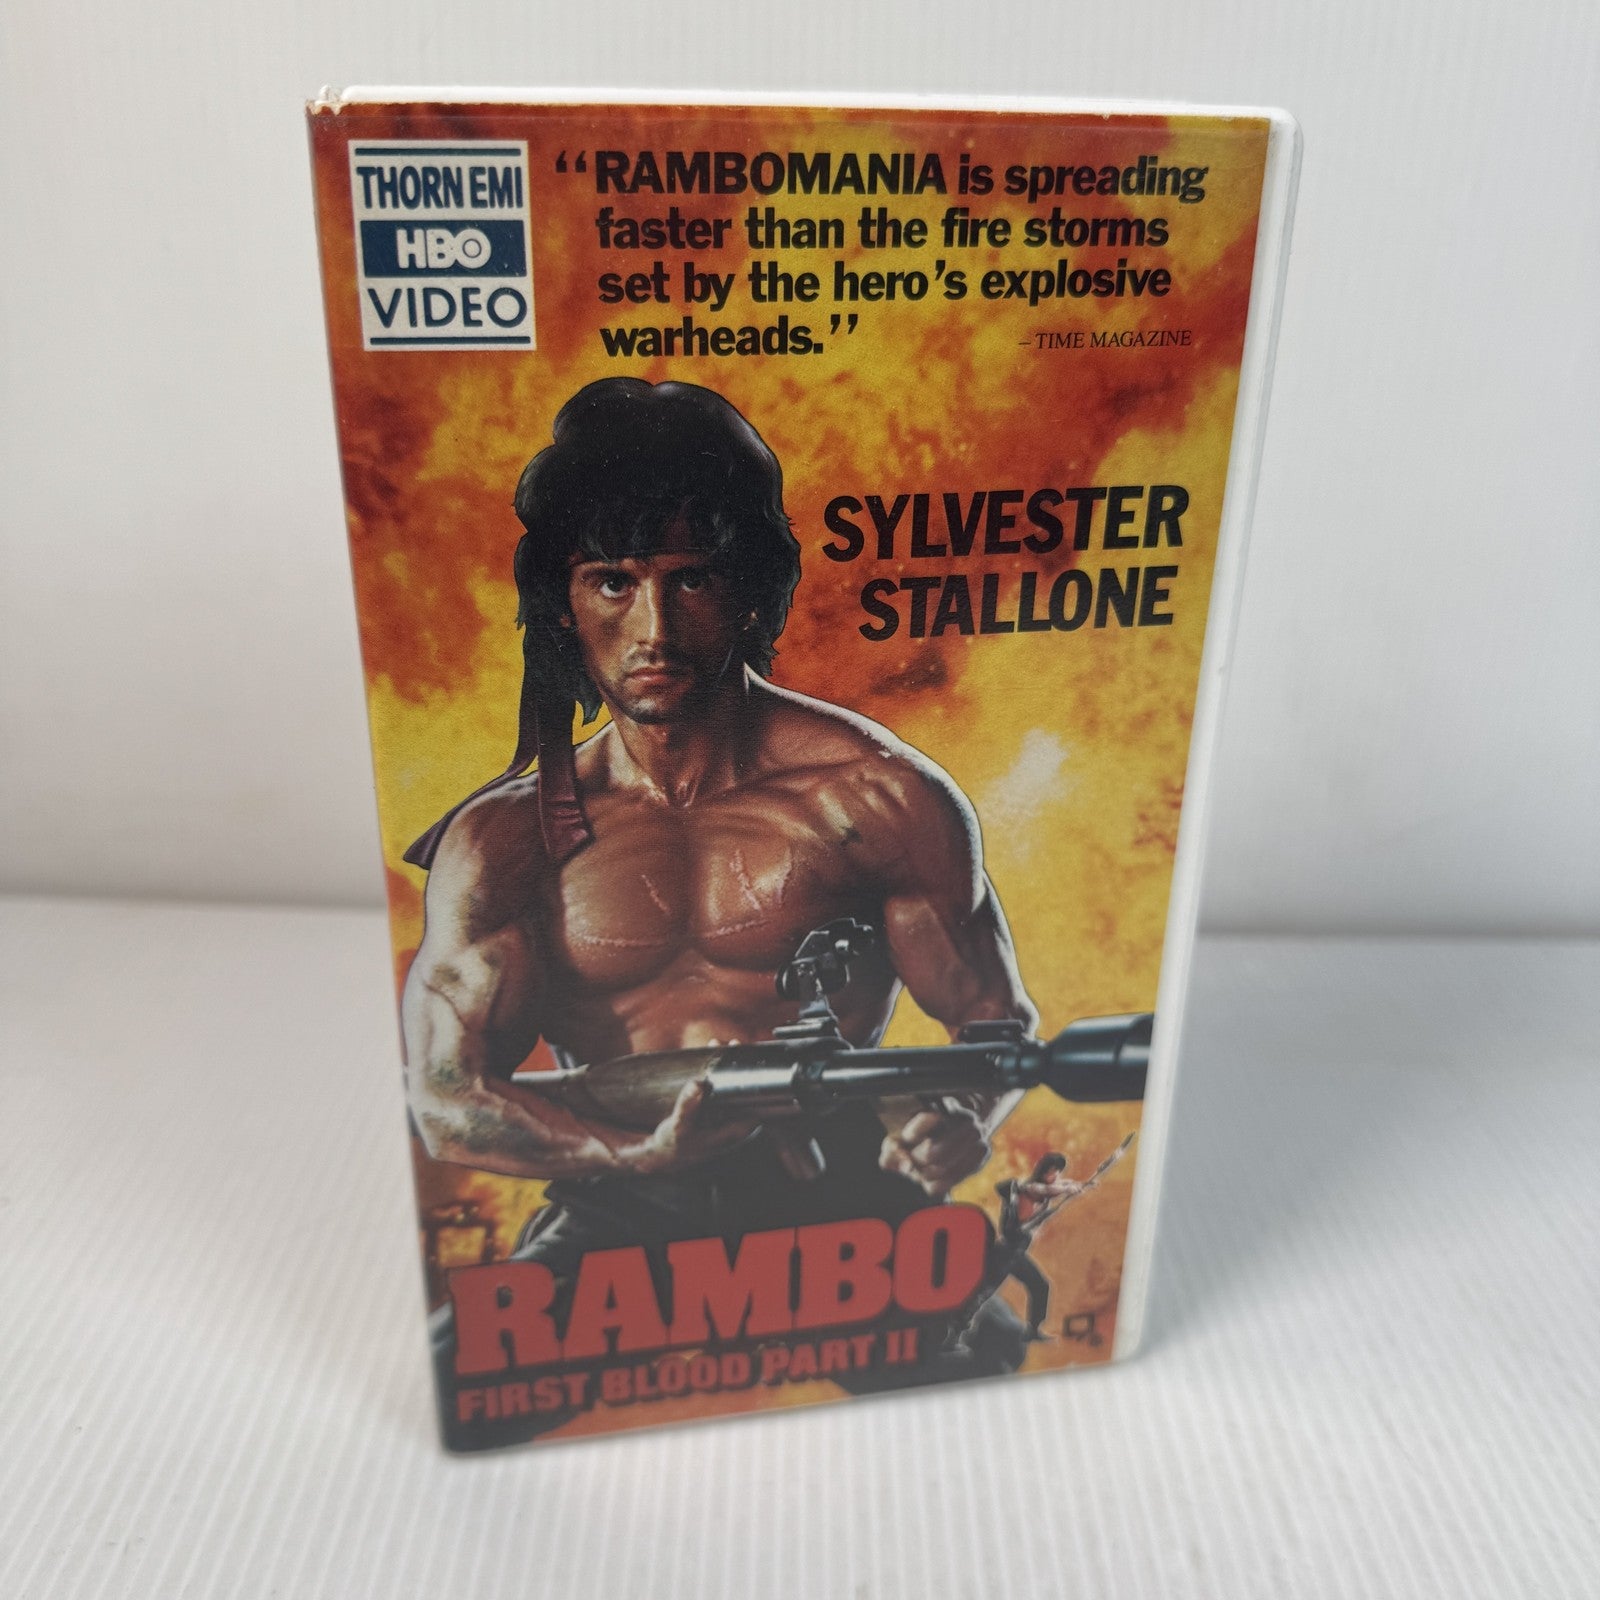 THORN EMI
HBO
VIDEO
“RAMBOMANIA is spreading
faster than the fire storms
set by the hero’s explosive
warheads.”
– TIME MAGAZINE
SYLVESTER
STALLONE
RAMBO
FIRST BLOOD PART II